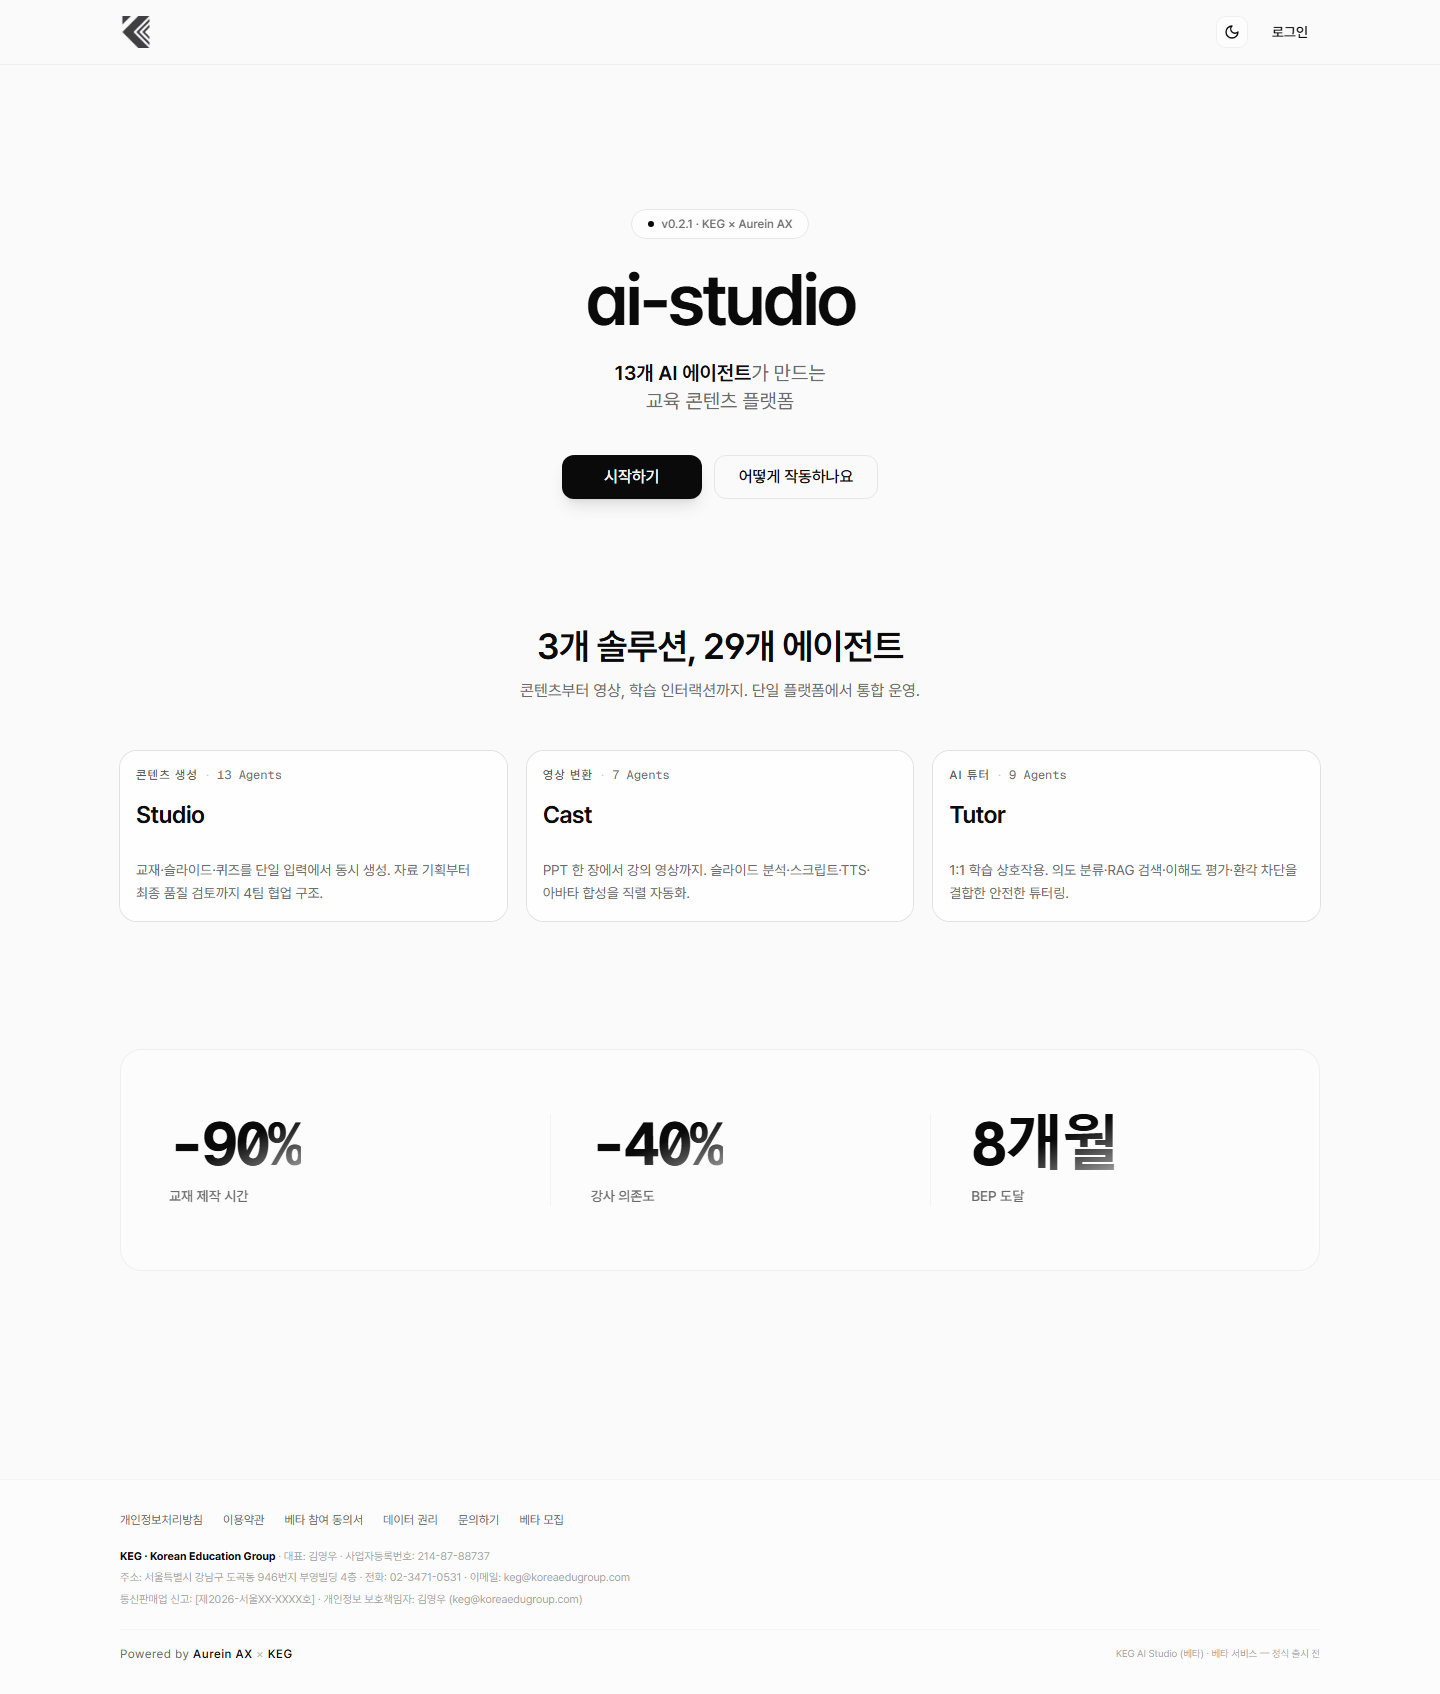 로그인
v0.2.1 · KEG × Aurein AX
ai-studio
13개 AI 에이전트가 만드는
교육 콘텐츠 플랫폼
시작하기
어떻게 작동하나요
3개 솔루션, 29개 에이전트
콘텐츠부터 영상, 학습 인터랙션까지. 단일 플랫폼에서 통합 운영.
콘텐츠 생성 · 13 Agents
Studio
교재·슬라이드·퀴즈를 단일 입력에서 동시 생성. 자료 기획부터
최종 품질 검토까지 4팀 협업 구조.
영상 변환 · 7 Agents
Cast
PPT 한 장에서 강의 영상까지. 슬라이드 분석·스크립트·TTS·
아바타 합성을 직렬 자동화.
AI 튜터 · 9 Agents
Tutor
1:1 학습 상호작용. 의도 분류·RAG 검색·이해도 평가·환각 차단을
결합한 안전한 튜터링.
-90%
교재 제작 시간
-40%
강사 의존도
8개월
BEP 도달
개인정보처리방침 이용약관 베타 참여 동의서 데이터 권리 문의하기 베타 모집
KEG · Korean Education Group · 대표: 김영우 · 사업자등록번호: 214-87-88737
주소: 서울특별시 강남구 도곡동 946번지 부영빌딩 4층 · 전화: 02-3471-0531 · 이메일: keg@koreaedugroup.com
통신판매업 신고: [제2026-서울XX-XXXX호] · 개인정보 보호책임자: 김영우 (keg@koreaedugroup.com)
Powered by Aurein AX × KEG
KEG AI Studio (베타) · 베타 서비스 — 정식 출시 전